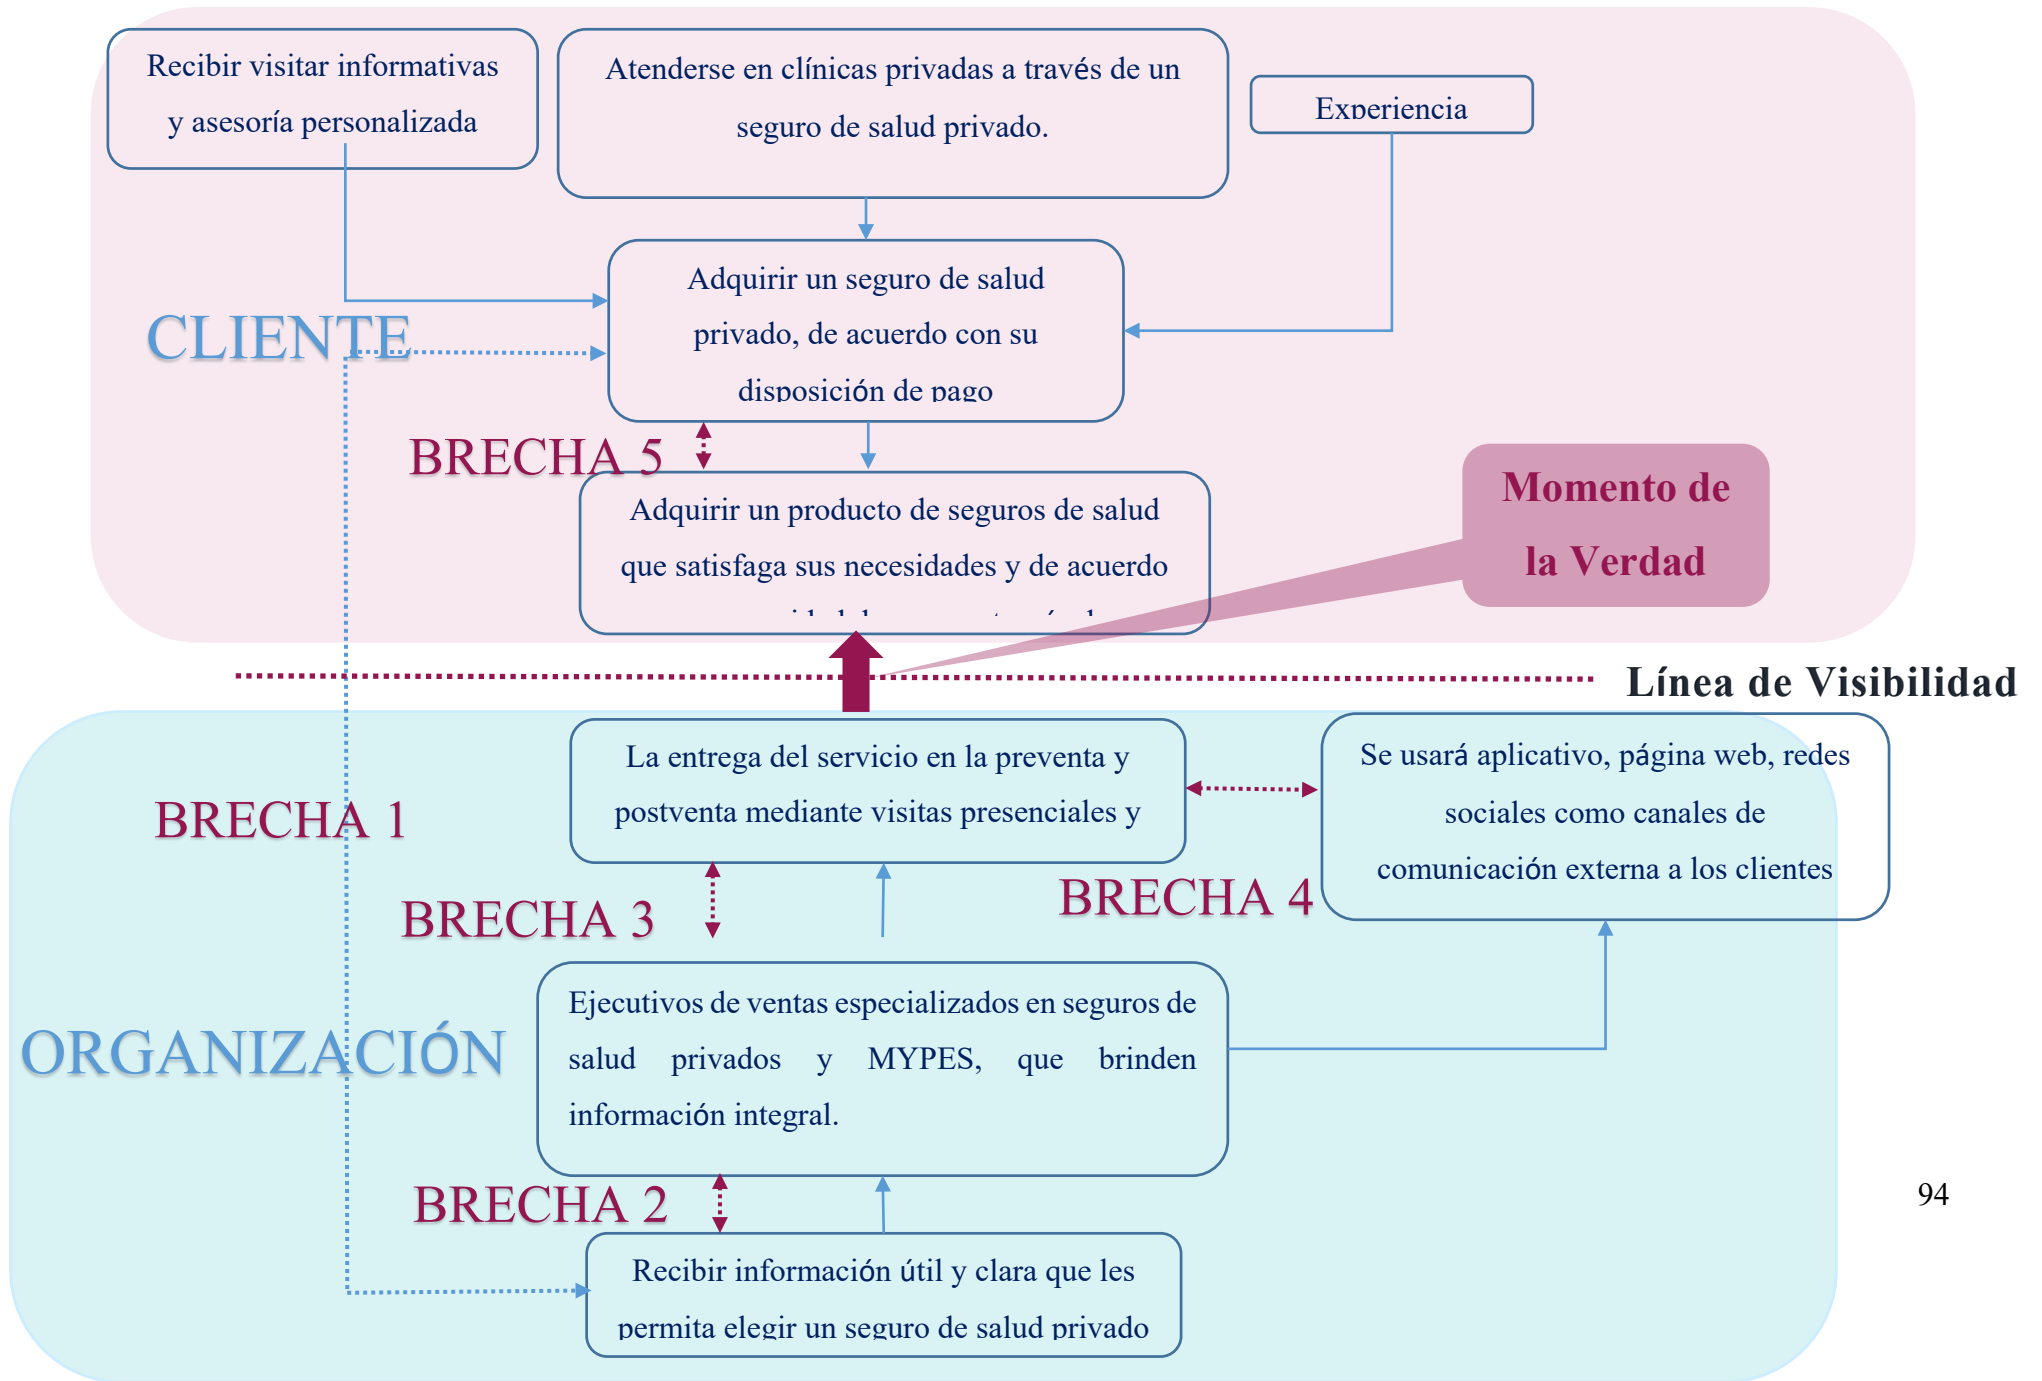 Recibir visitar informativas
y asesoría personalizada
Atenderse en clínicas privadas a través de un
seguro de salud privado.
Experiencia
Adquirir un seguro de salud
privado, de acuerdo con su
disposición de pago
CLIENTE
BRECHA 5
Adquirir un producto de seguros de salud
que satisfaga sus necesidades y de acuerdo
Momento de
la Verdad
Línea de Visibilidad
La entrega del servicio en la preventa y
postventa mediante visitas presenciales y
Se usará aplicativo, página web, redes
sociales como canales de
comunicación externa a los clientes
BRECHA 1
BRECHA 3
BRECHA 4
ORGANIZACIÓN
Ejecutivos de ventas especializados en seguros de
salud privados y MYPES, que brinden
información integral.
BRECHA 2
94
Recibir información útil y clara que les
permita elegir un seguro de salud privado